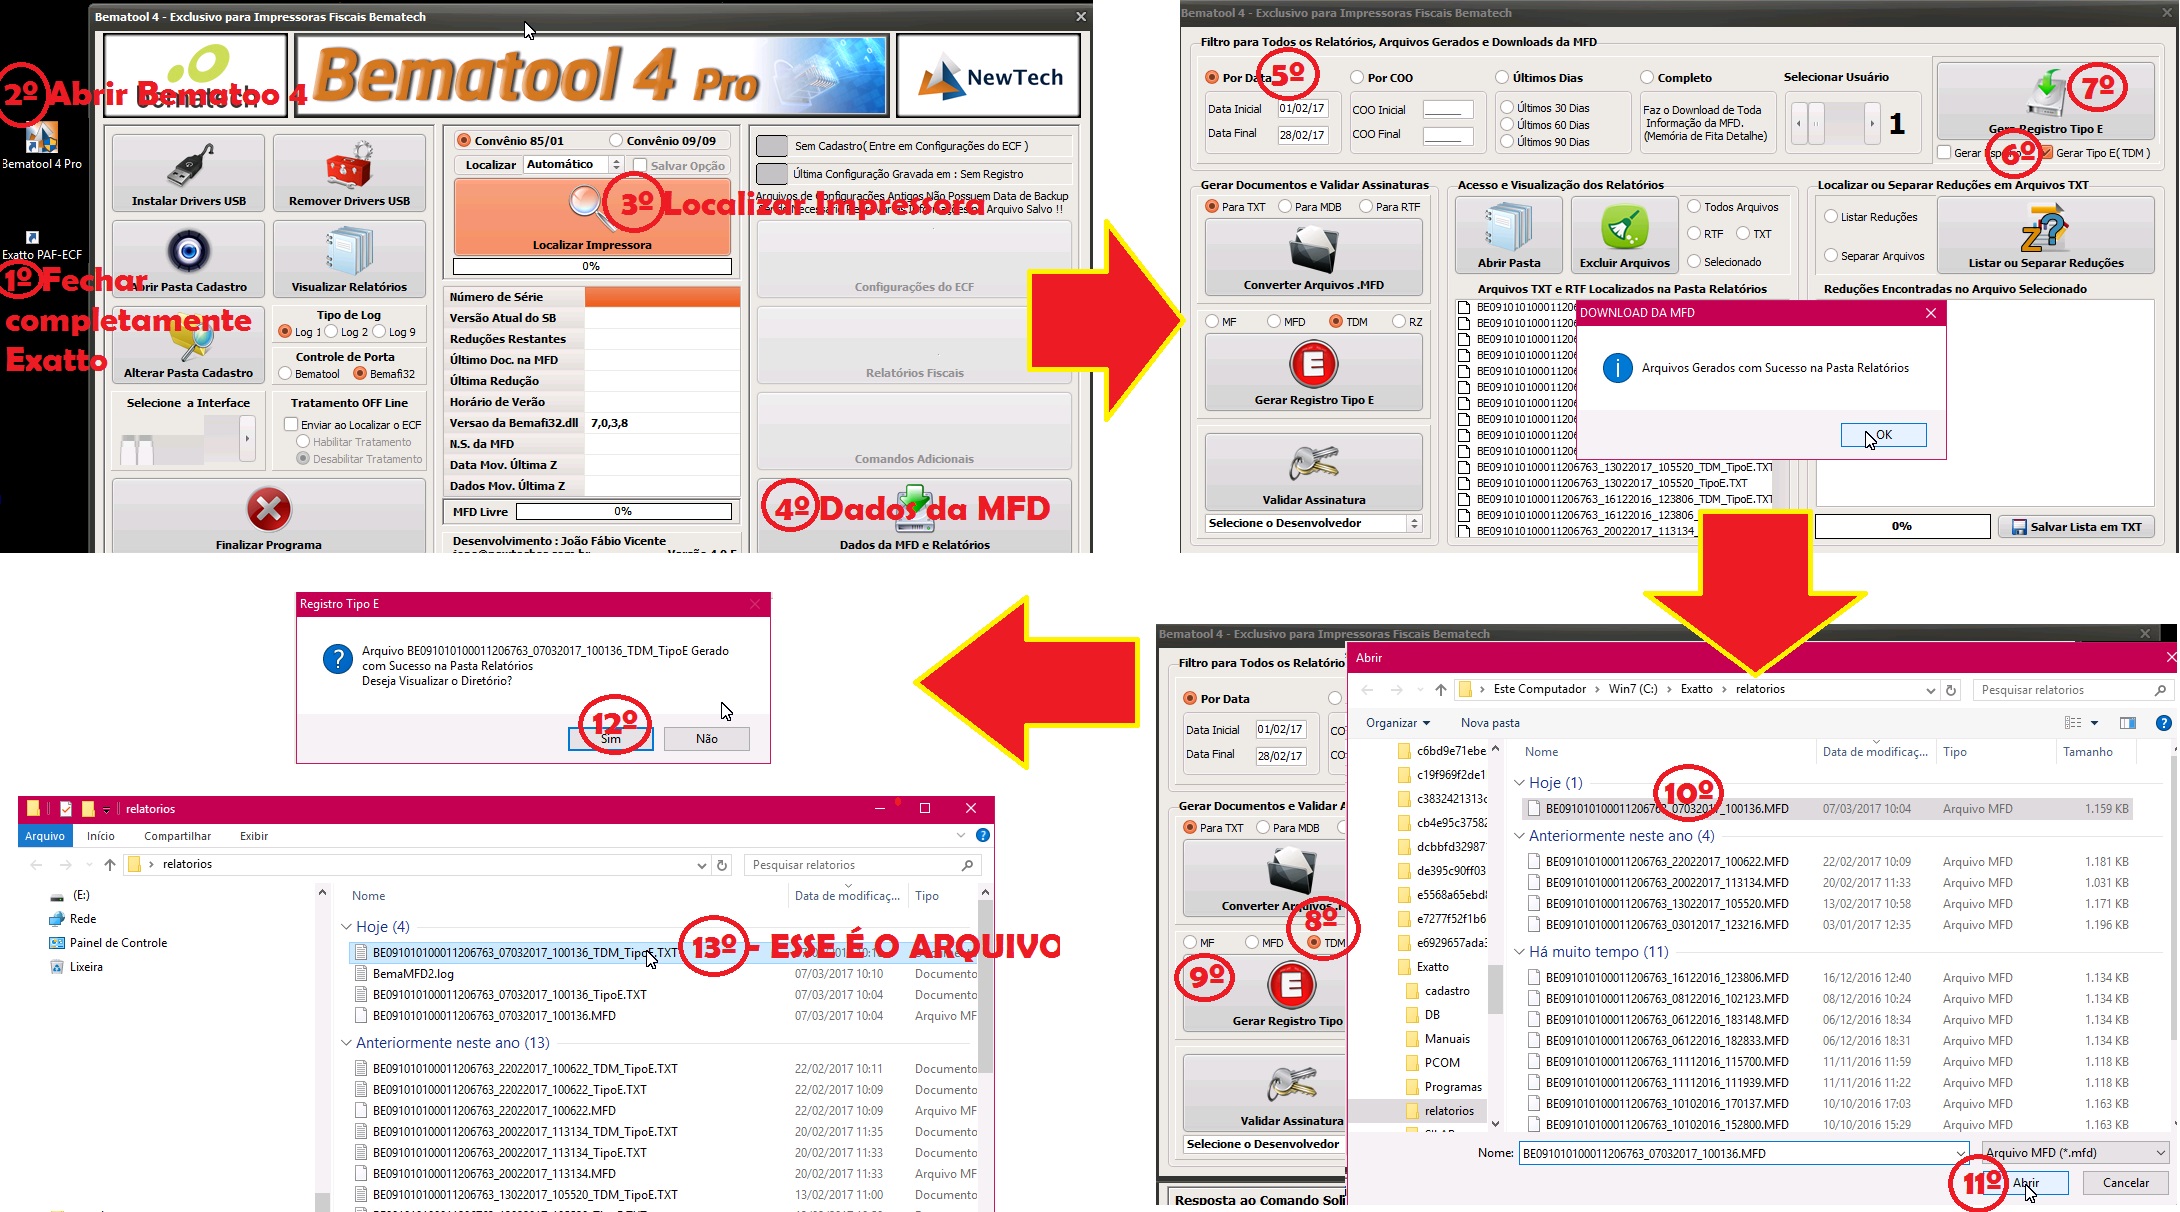 Bematool 4 - Exclusivo para Impressoras Fiscais Bematech
Bematech
Bematool 4 Pro
NewTech
2º Abrir Bematoo 4
Bematool 4 Pro
Exatto PAF-ECF
1º Fechar
completamente
Exatto
Instalar Drivers USB
Remover Drivers USB
Abrir Pasta Cadastro
Visualizar Relatórios
Alterar Pasta Cadastro
Tipo de Log
Log 1 Log 2 Log 9
Controle de Porta
Bematool Bemafi32
Selecione a Interface
Tratamento OFF Line
Enviar ao Localizar o ECF
Habilitar Tratamento
Desabilitar Tratamento
Finalizar Programa
Convênio 85/01 Convênio 09/09
Localizar Automático Salvar Opção
3º Localizar Impressora
Localizar Impressora
0%
Número de Série
Versão Atual do SB
Reduções Restantes
Último Doc. na MFD
Última Redução
Horário de Verão
Versao da Bemafi32.dll 7,0,3,8
N.S. da MFD
Data Mov. Última Z
Dados Mov. Última Z
MFD Livre 0%
Desenvolvimento : João Fábio Vicente
Sem Cadastro( Entre em Configurações do ECF )
Última Configuração Gravada em : Sem Registro
Arquivos de Configurações Antigos Não Possuem Data de Backup
Arquivo Salvo !!
Configurações do ECF
Relatórios Fiscais
Comandos Adicionais
4º Dados da MFD
Dados da MFD e Relatórios
Bematool 4 - Exclusivo para Impressoras Fiscais Bematech
Filtro para Todos os Relatórios, Arquivos Gerados e Downloads da MFD
Por Data 5º
Data Inicial 01/02/17
Data Final 28/02/17
Por COO
COO Inicial
COO Final
Últimos Dias
Últimos 30 Dias
Últimos 60 Dias
Últimos 90 Dias
Completo
Faz o Download de Toda
Informação da MFD.
(Memória de Fita Detalhe)
Selecionar Usuário
1
7º
Gera Registro Tipo E
Gerar 6º Gerar Tipo E( TDM )
Gerar Documentos e Validar Assinaturas
Para TXT Para MDB Para RTF
Converter Arquivos .MFD
MF MFD TDM RZ
Gerar Registro Tipo E
Validar Assinatura
Selecione o Desenvolvedor
Acesso e Visualização dos Relatórios
Abrir Pasta
Excluir Arquivos
Todos Arquivos
RTF TXT
Selecionado
Arquivos TXT e RTF Localizados na Pasta Relatórios
BE0910101000112067
BE0910101000112067
BE0910101000112067
BE0910101000112067
BE0910101000112067
BE0910101000112067
BE0910101000112067
BE0910101000112067
BE0910101000112067
BE0910101000112067
BE091010100011206763_13022017_105520_TDM_TipoE.TXT
BE091010100011206763_13022017_105520_TipoE.TXT
BE091010100011206763_16122016_123806_TDM_TipoE.TXT
BE091010100011206763_16122016_123806_
BE091010100011206763_20022017_113134_
Localizar ou Separar Reduções em Arquivos TXT
Listar Reduções
Separar Arquivos
Listar ou Separar Reduções
Reduções Encontradas no Arquivo Selecionado
0%
Salvar Lista em TXT
DOWNLOAD DA MFD
Arquivos Gerados com Sucesso na Pasta Relatórios
OK
Registro Tipo E
Arquivo BE091010100011206763_07032017_100136_TDM_TipoE Gerado
com Sucesso na Pasta Relatórios
Deseja Visualizar o Diretório?
12º
Sim Não
Bematool 4 - Exclusivo para Impressoras Fiscais Bematech
Filtro para Todos os Relatório
Por Data
Data Inicial 01/02/17 CO
Data Final 28/02/17 CO
Gerar Documentos e Validar A
Para TXT Para MDB
Converter Arquivos .
8º
MF MFD TDM
9º
Gerar Registro Tipo
Validar Assinatura
Selecione o Desenvolvedor
Resposta ao Comando Soli
Abrir
Este Computador Win7 (C:) Exatto relatorios
Pesquisar relatorios
Organizar Nova pasta
c6bd9e71ebe
c19f969f2de1
c3832421313c
cb4e95c37582
dcbbfd32987
de395c90ff03
e5568a65ebd8
e7277f52f1b6
e6929657ada3
Exatto
cadastro
DB
Manuais
PCOM
Programas
relatorios
Nome Data de modificaç... Tipo Tamanho
Hoje (1)
10º
BE091010100011206763_07032017_100136.MFD 07/03/2017 10:04 Arquivo MFD 1.159 KB
Anteriormente neste ano (4)
BE091010100011206763_22022017_100622.MFD 22/02/2017 10:09 Arquivo MFD 1.181 KB
BE091010100011206763_20022017_113134.MFD 20/02/2017 11:33 Arquivo MFD 1.031 KB
BE091010100011206763_13022017_105520.MFD 13/02/2017 10:58 Arquivo MFD 1.171 KB
BE091010100011206763_03012017_123216.MFD 03/01/2017 12:35 Arquivo MFD 1.196 KB
Há muito tempo (11)
BE091010100011206763_16122016_123806.MFD 16/12/2016 12:40 Arquivo MFD 1.134 KB
BE091010100011206763_08122016_102123.MFD 08/12/2016 10:24 Arquivo MFD 1.134 KB
BE091010100011206763_06122016_183148.MFD 06/12/2016 18:34 Arquivo MFD 1.134 KB
BE091010100011206763_06122016_182833.MFD 06/12/2016 18:31 Arquivo MFD 1.134 KB
BE091010100011206763_11112016_115700.MFD 11/11/2016 11:59 Arquivo MFD 1.118 KB
BE091010100011206763_11112016_111939.MFD 11/11/2016 11:22 Arquivo MFD 1.118 KB
BE091010100011206763_10102016_170137.MFD 10/10/2016 17:03 Arquivo MFD 1.163 KB
BE091010100011206763_10102016_152800.MFD 10/10/2016 15:29 Arquivo MFD 1.163 KB
Nome: BE091010100011206763_07032017_100136.MFD Arquivo MFD (*.mfd)
11º Abrir Cancelar
relatorios
Arquivo Início Compartilhar Exibir
relatorios Pesquisar relatorios
(E:)
Rede
Painel de Controle
Lixeira
Nome Data de modificaç... Tipo
Hoje (4)
BE091010100011206763_07032017_100136_TDM_TipoE.TXT
13º - ESSE É O ARQUIVO
BemaMFD2.log 07/03/2017 10:10 Documento
BE091010100011206763_07032017_100136_TipoE.TXT 07/03/2017 10:04 Documento
BE091010100011206763_07032017_100136.MFD 07/03/2017 10:04 Arquivo MF
Anteriormente neste ano (13)
BE091010100011206763_22022017_100622_TDM_TipoE.TXT 22/02/2017 10:11 Documento
BE091010100011206763_22022017_100622_TipoE.TXT 22/02/2017 10:09 Documento
BE091010100011206763_22022017_100622.MFD 22/02/2017 10:09 Arquivo MF
BE091010100011206763_20022017_113134_TDM_TipoE.TXT 20/02/2017 11:35 Documento
BE091010100011206763_20022017_113134_TipoE.TXT 20/02/2017 11:33 Documento
BE091010100011206763_20022017_113134.MFD 20/02/2017 11:33 Arquivo MF
BE091010100011206763_13022017_105520_TDM_TipoE.TXT 13/02/2017 11:00 Documento